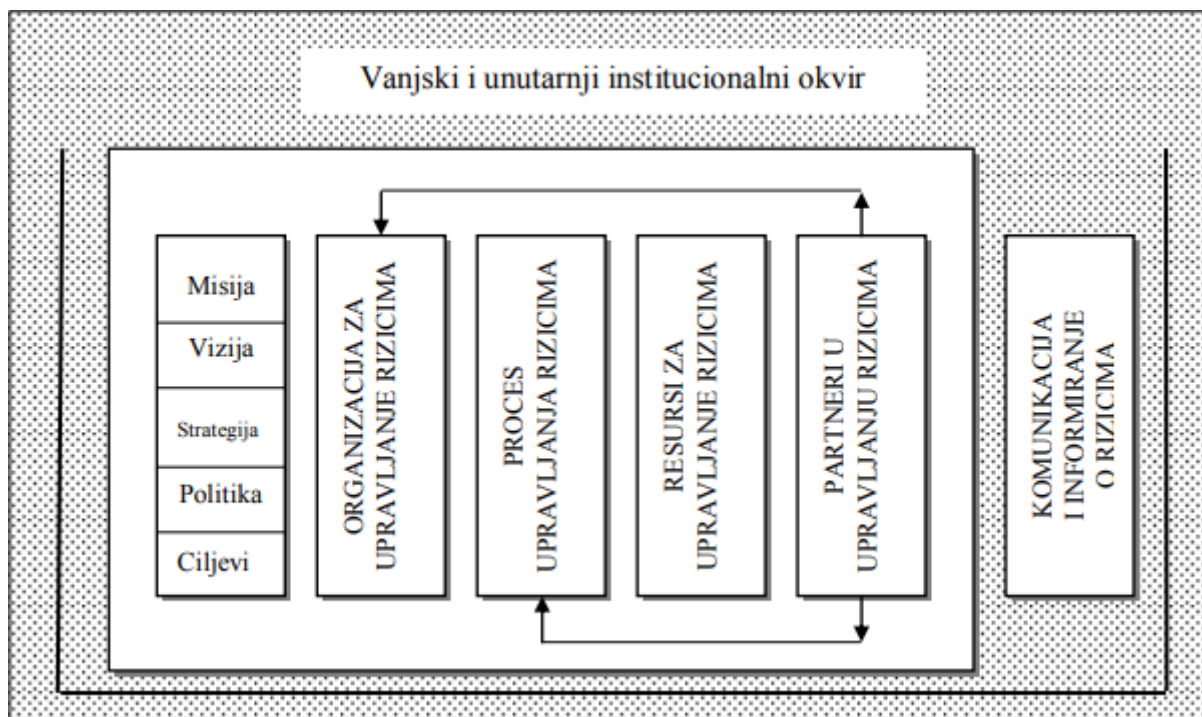 Vanjski i unutarnji institucionalni okvir
Misija
Vizija
Strategija
Politika
Ciljevi
ORGANIZACIJA ZA
UPRAVLJANJE RIZICIMA
PROCES
UPRAVLJANJA RIZICIMA
RESURSI ZA
UPRAVLJANJE RIZICIMA
PARTNERI U
UPRAVLJANJU RIZICIMA
KOMUNIKACIJA
I INFORMIRANJE
O RIZICIMA